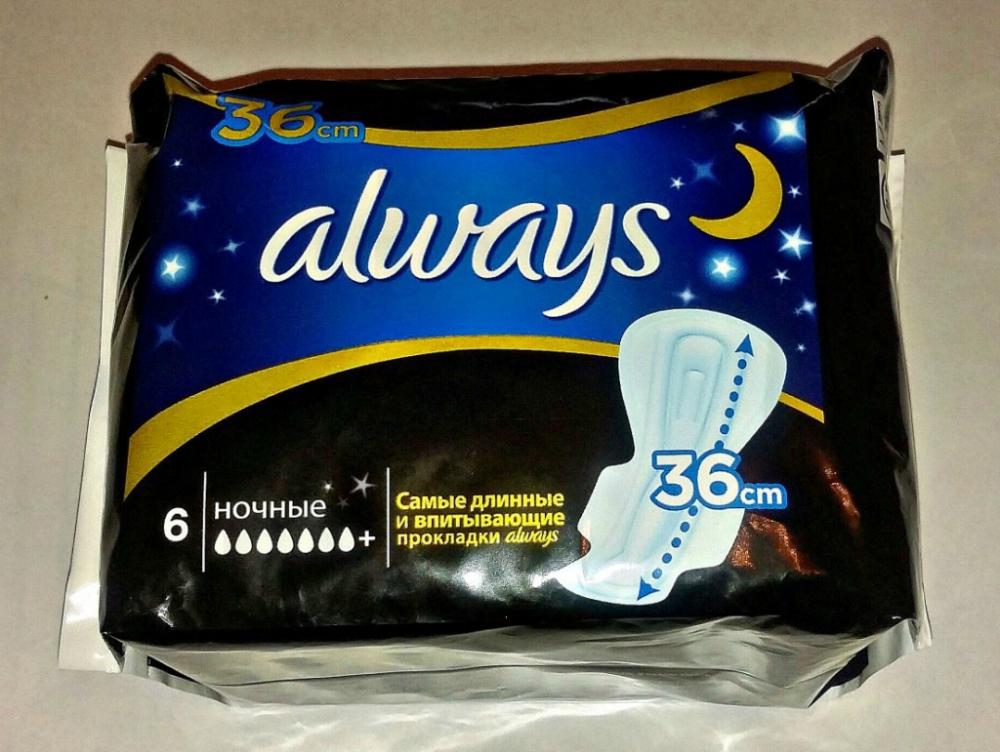 36cm
always
36cm
6
ночные
+
Самые длинные
и впитывающие
прокладки always